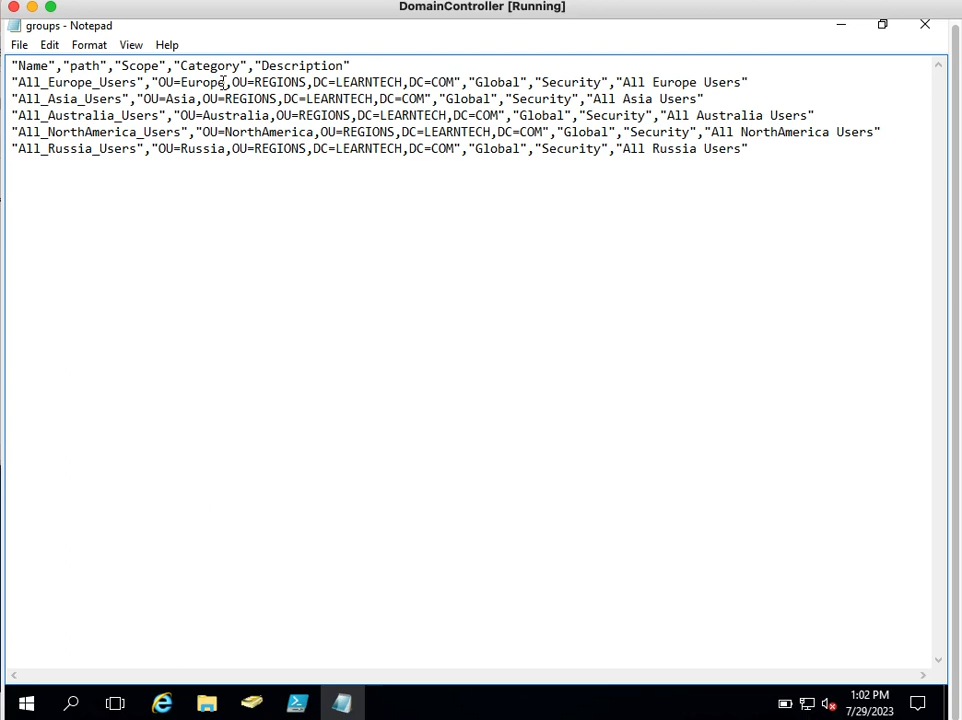 DomainController [Running]
groups - Notepad
File Edit Format View Help
"Name","path","Scope","Category","Description"
"All_Europe_Users","OU=Europe,OU=REGIONS,DC=LEARNTECH,DC=COM","Global","Security","All Europe Users"
"All_Asia_Users","OU=Asia,OU=REGIONS,DC=LEARNTECH,DC=COM","Global","Security","All Asia Users"
"All_Australia_Users","OU=Australia,OU=REGIONS,DC=LEARNTECH,DC=COM","Global","Security","All Australia Users"
"All_NorthAmerica_Users","OU=NorthAmerica,OU=REGIONS,DC=LEARNTECH,DC=COM","Global","Security","All NorthAmerica Users"
"All_Russia_Users","OU=Russia,OU=REGIONS,DC=LEARNTECH,DC=COM","Global","Security","All Russia Users"
1:02 PM
7/29/2023